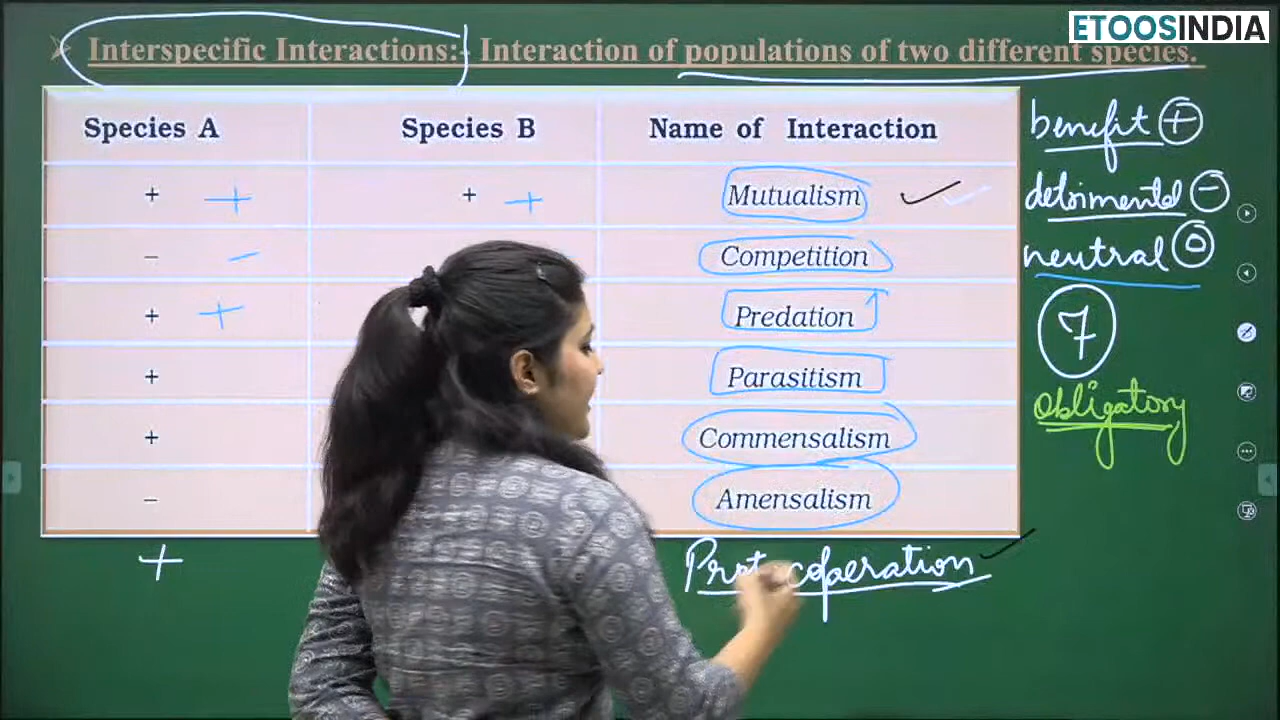 ETOOSINDIA
Interspecific Interactions:- Interaction of populations of two different species.
Species A Species B Name of Interaction
+ + + + Mutualism
– – Competition
+ + Predation
+ Parasitism
+ Commensalism
– Amensalism
+ cooperation
benefit +
detrimental –
neutral 0
7
obligatory